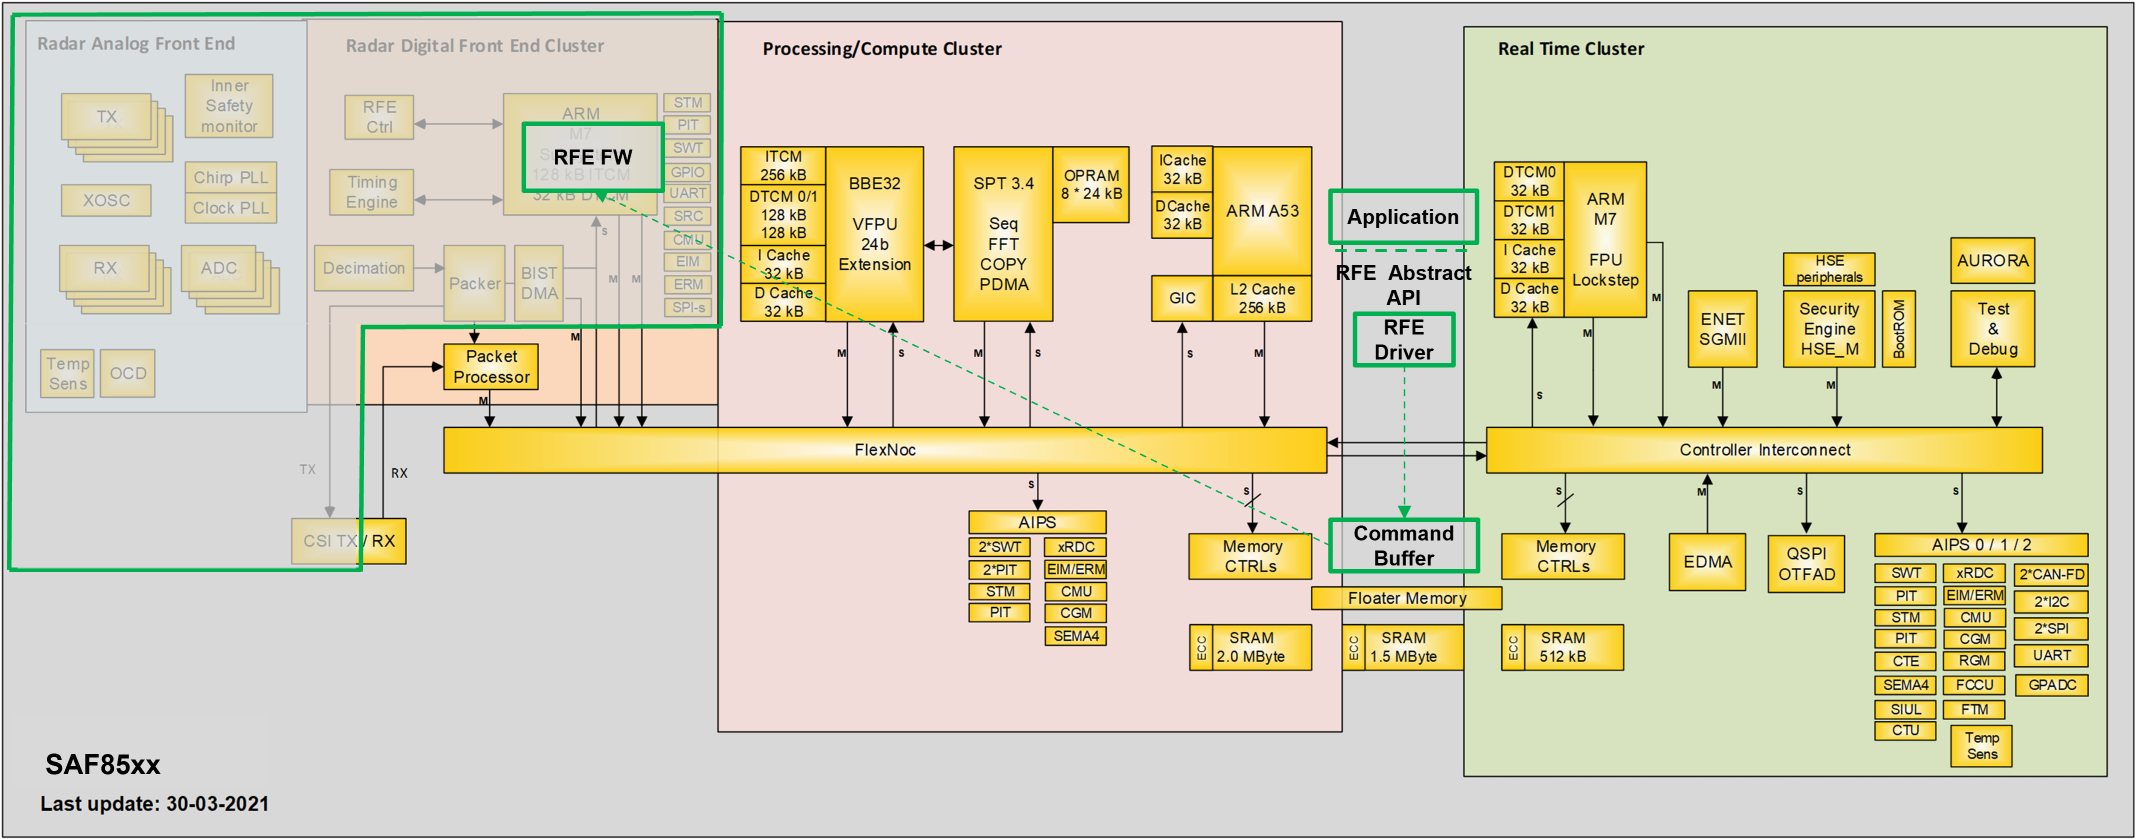 Radar Analog Front End
TX
Inner
Safety
monitor
XOSC
Chirp PLL
Clock PLL
RX
ADC
Temp
Sens
OCD
Radar Digital Front End Cluster
RFE
Ctrl
Timing
Engine
ARM
M7
RFE FW
128 kB ITCM
32 kB DTCM
STM
PIT
SWT
GPIO
UART
SRC
CMU
EIM
ERM
SPI-s
Decimation
Packer
BIST
DMA
S
M
M
M
Packet
Processor
M
TX
RX
CSI TX / RX
Processing/Compute Cluster
ITCM
256 kB
DTCM 0/1
128 kB
128 kB
I Cache
32 kB
D Cache
32 kB
BBE32
VFPU
24b
Extension
SPT 3.4
Seq
FFT
COPY
PDMA
OPRAM
8 * 24 kB
ICache
32 kB
DCache
32 kB
ARM A53
GIC
L2 Cache
256 kB
M
S
M
S
S
M
FlexNoc
S
S
AIPS
2*SWT
xRDC
2*PIT
EIM/ERM
STM
CMU
PIT
CGM
SEMA4
Memory
CTRLs
Application
RFE Abstract
API
RFE
Driver
Command
Buffer
Floater Memory
ECC
SRAM
2.0 MByte
ECC
SRAM
1.5 MByte
ECC
SRAM
512 kB
Real Time Cluster
DTCM0
32 kB
DTCM1
32 kB
I Cache
32 kB
D Cache
32 kB
ARM
M7
FPU
Lockstep
M
S
M
ENET
SGMII
M
HSE
peripherals
Security
Engine
HSE_M
M
BootROM
AURORA
Test
&
Debug
Controller Interconnect
S
M
S
S
Memory
CTRLs
EDMA
QSPI
OTFAD
AIPS 0 / 1 / 2
SWT
xRDC
2*CAN-FD
PIT
EIM/ERM
2*I2C
STM
CMU
2*SPI
PIT
CGM
UART
CTE
RGM
GPADC
SEMA4
FCCU
SIUL
FTM
CTU
Temp
Sens
SAF85xx
Last update: 30-03-2021